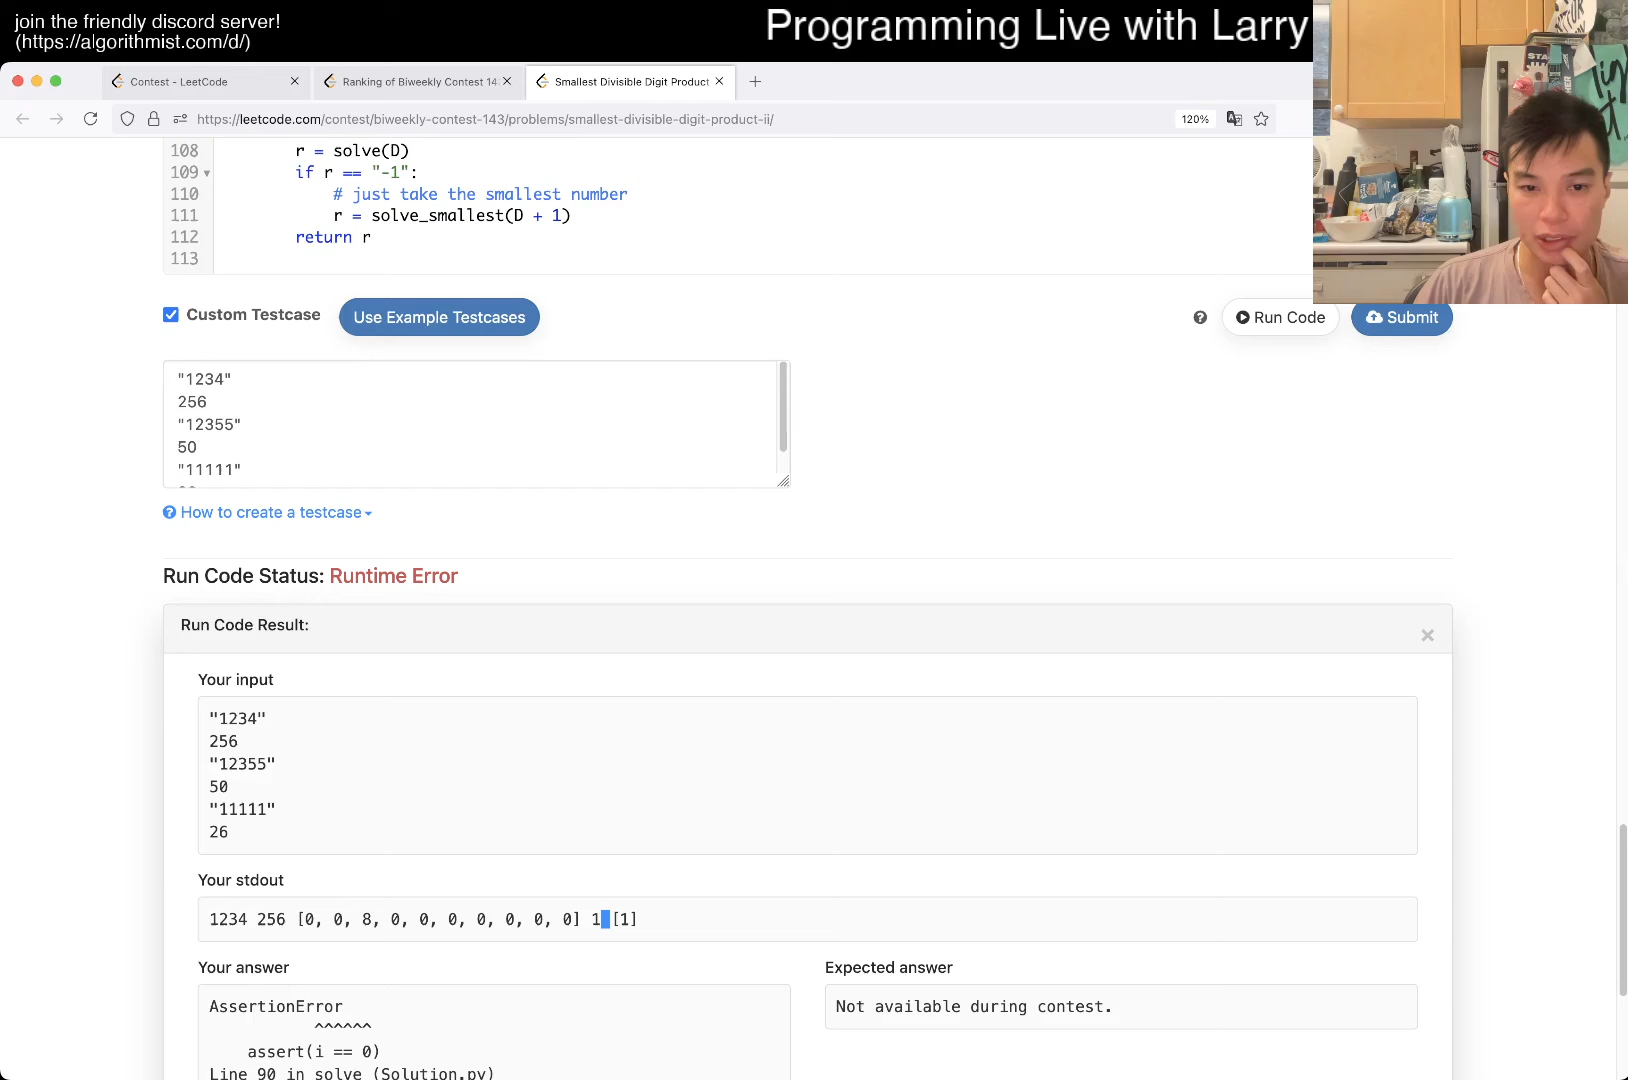 join the friendly discord server!
(https://algorithmist.com/d/)
Programming Live with Larry
Contest - LeetCode
Ranking of Biweekly Contest 14
Smallest Divisible Digit Product
https://leetcode.com/contest/biweekly-contest-143/problems/smallest-divisible-digit-product-ii/
120%
108 r = solve(D)
109 if r == "-1":
110 # just take the smallest number
111 r = solve_smallest(D + 1)
112 return r
113
Custom Testcase
Use Example Testcases
Run Code
Submit
"1234"
256
"12355"
50
"11111"
How to create a testcase
Run Code Status: Runtime Error
Run Code Result:
Your input
"1234"
256
"12355"
50
"11111"
26
Your stdout
1234 256 [0, 0, 8, 0, 0, 0, 0, 0, 0, 0] 1 [1]
Your answer
Expected answer
AssertionError
^^^^^^
assert(i == 0)
Line 90 in solve (Solution.py)
Not available during contest.